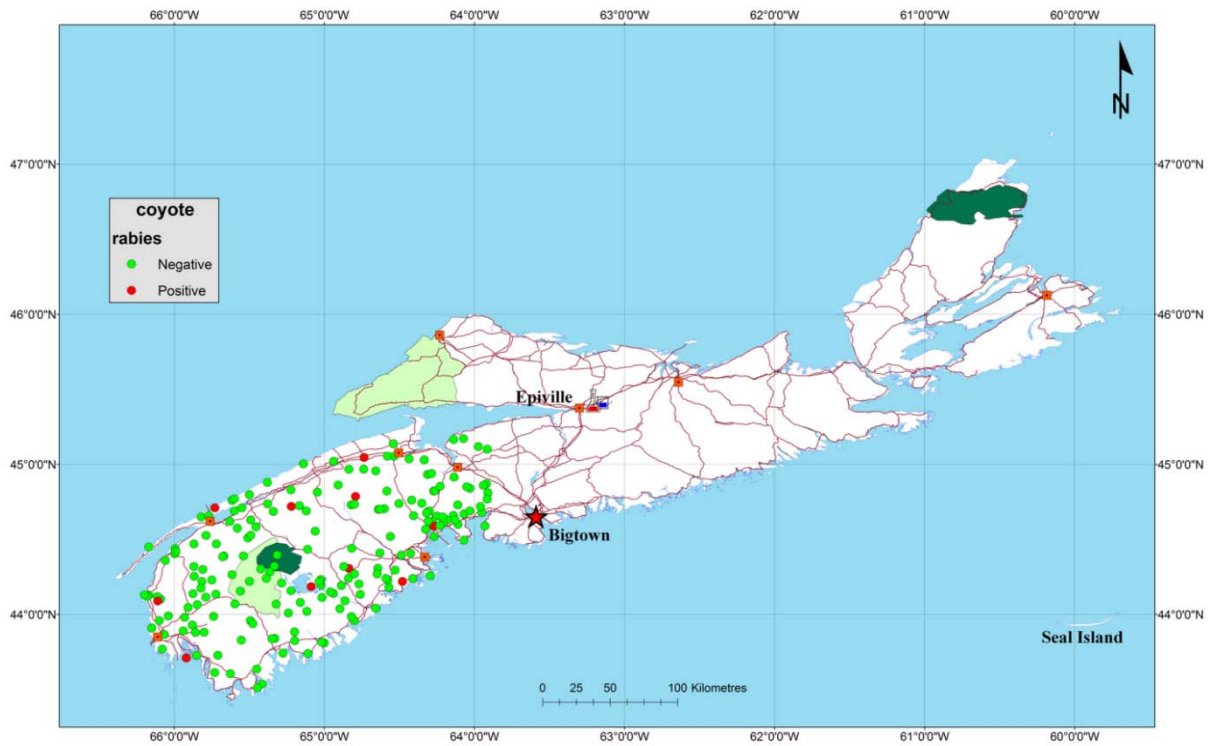 66°0'0"W 65°0'0"W 64°0'0"W 63°0'0"W 62°0'0"W 61°0'0"W 60°0'0"W
N
47°0'0"N 47°0'0"N
coyote
rabies
Negative
Positive
46°0'0"N 46°0'0"N
Epiville
45°0'0"N 45°0'0"N
Bigtown
44°0'0"N 44°0'0"N
Seal Island
0 25 50 100 Kilometres
66°0'0"W 65°0'0"W 64°0'0"W 63°0'0"W 62°0'0"W 61°0'0"W 60°0'0"W